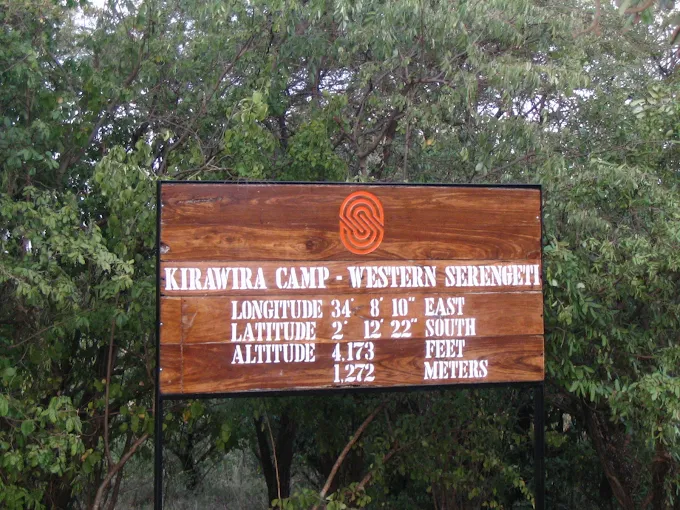 KIRAWIRA CAMP - WESTERN SERENGETI
LONGITUDE 34' 8' 10" EAST
LATITUDE 2' 12' 22" SOUTH
ALTITUDE 4,173 FEET
1,272 METERS